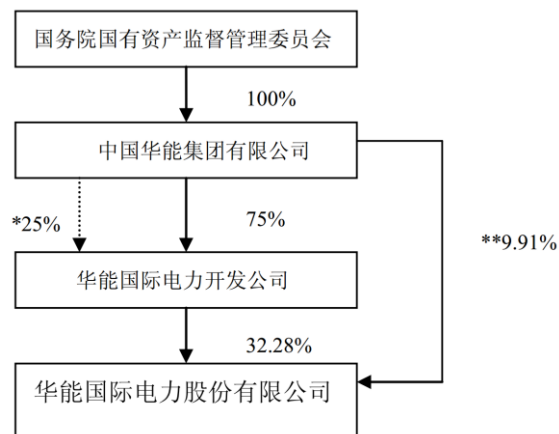 国务院国有资产监督管理委员会
100%
中国华能集团有限公司
*25%
75%
**9.91%
华能国际电力开发公司
32.28%
华能国际电力股份有限公司